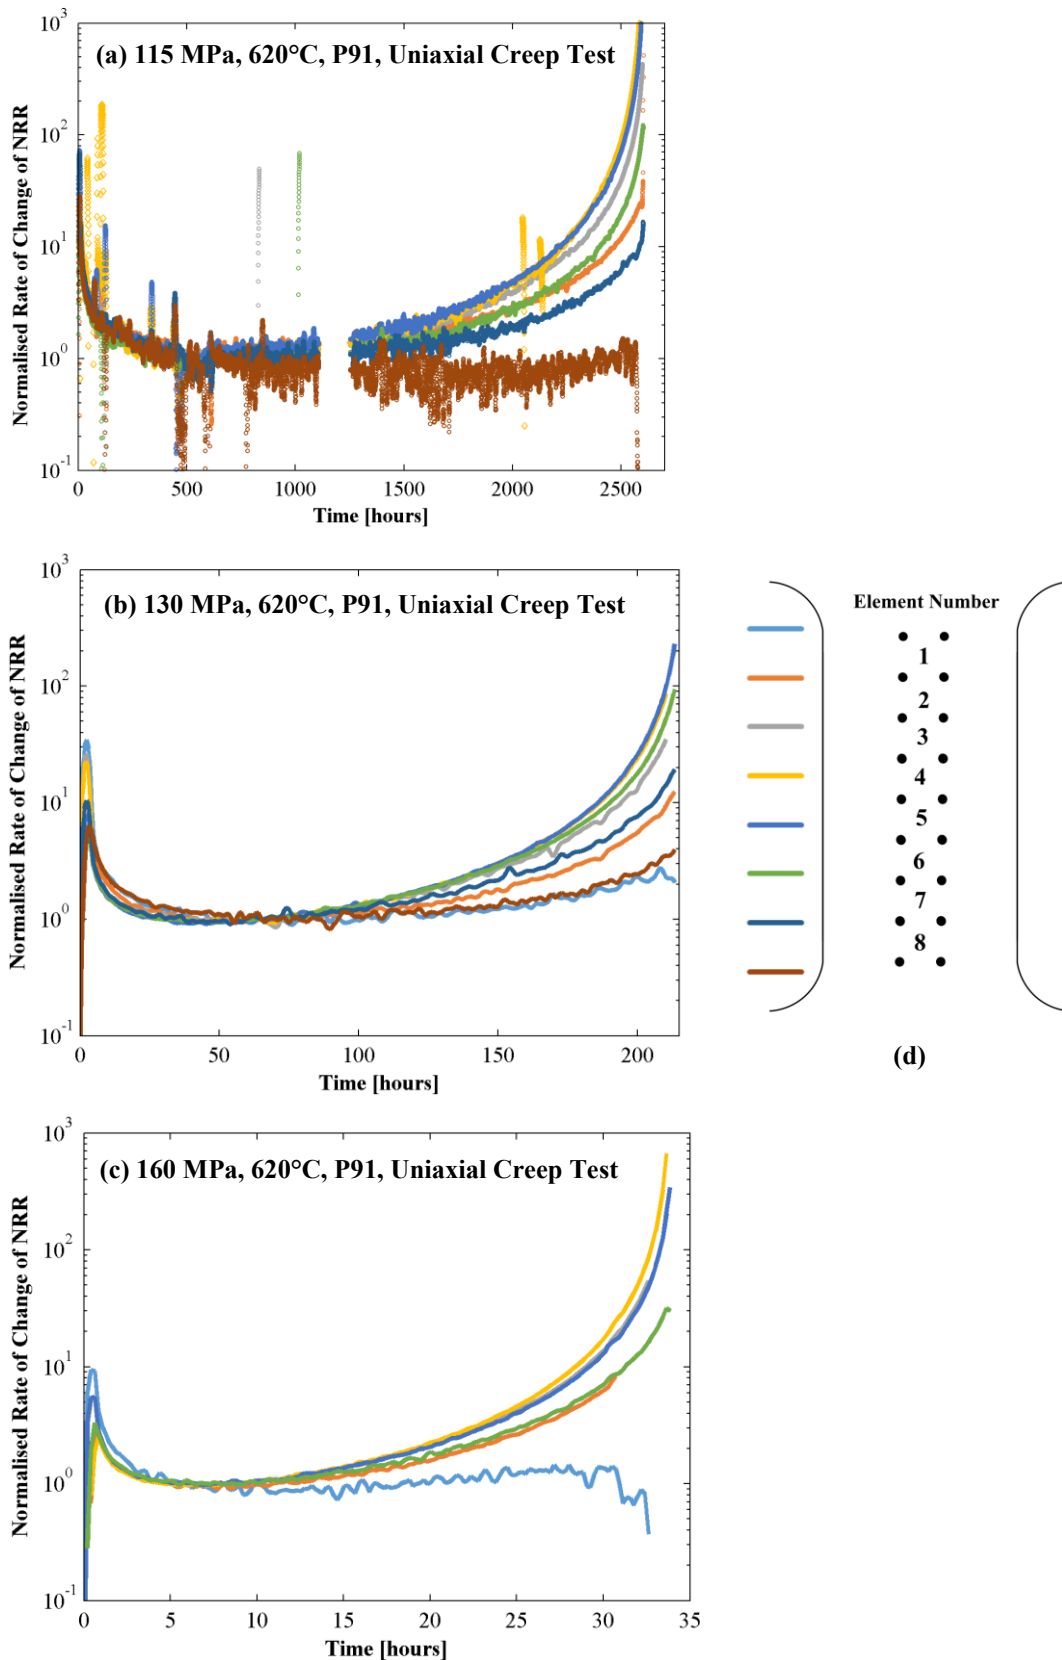 (a) 115 MPa, 620°C, P91, Uniaxial Creep Test
Normalised Rate of Change of NRR
10^3
10^2
10^1
10^0
10^-1
0 500 1000 1500 2000 2500
Time [hours]
(b) 130 MPa, 620°C, P91, Uniaxial Creep Test
Normalised Rate of Change of NRR
10^3
10^2
10^1
10^0
10^-1
0 50 100 150 200
Time [hours]
Element Number
1
2
3
4
5
6
7
8
(d)
(c) 160 MPa, 620°C, P91, Uniaxial Creep Test
Normalised Rate of Change of NRR
10^3
10^2
10^1
10^0
10^-1
0 5 10 15 20 25 30 35
Time [hours]